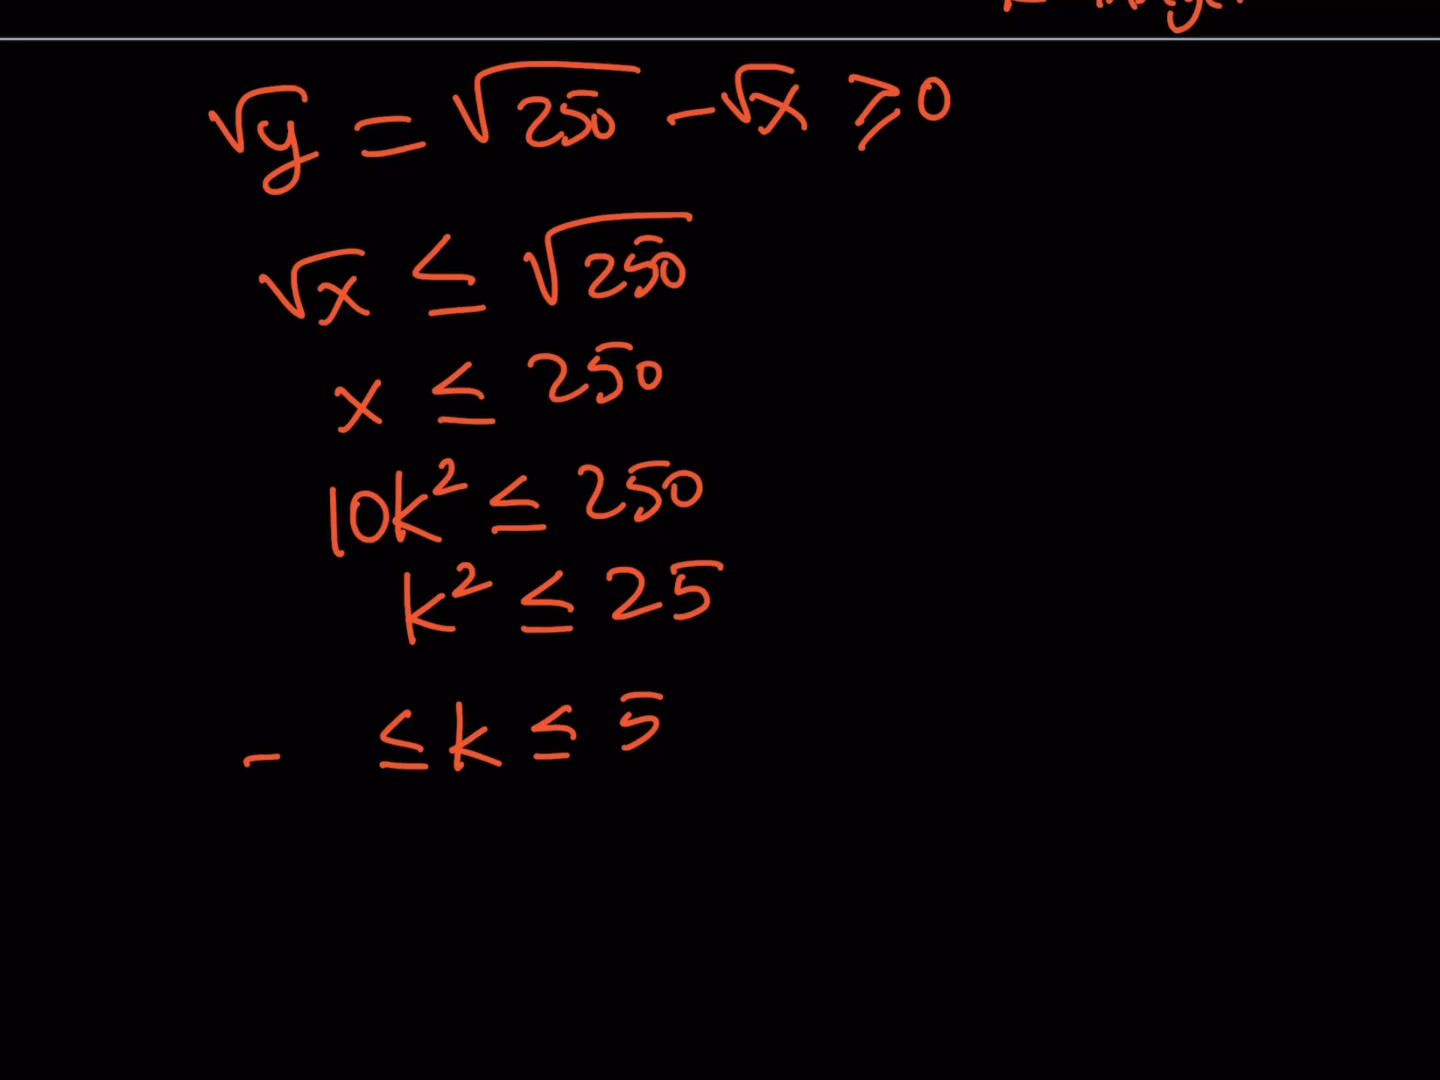 √y = √250 - √x ≥ 0
√x ≤ √250
x ≤ 250
10k² ≤ 250
k² ≤ 25
- ≤ k ≤ 5